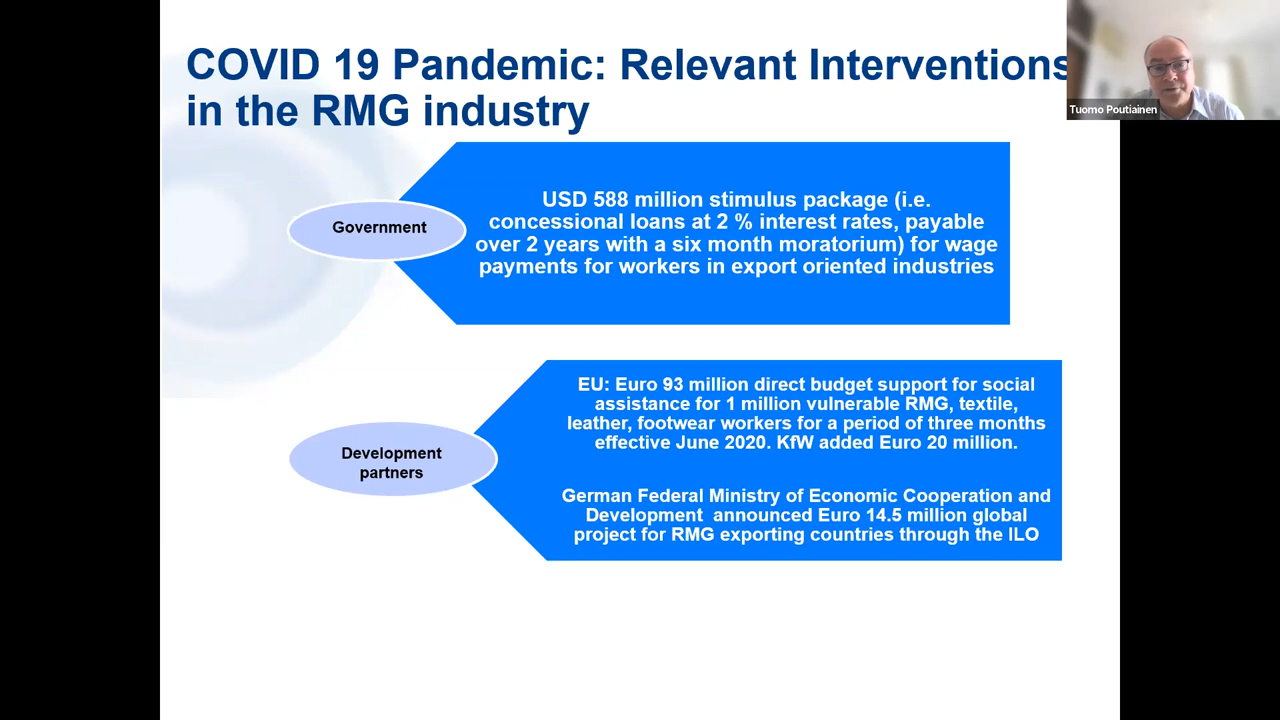 COVID 19 Pandemic: Relevant Interventions
in the RMG industry
Tuomo Poutiainen
Government
USD 588 million stimulus package (i.e.
concessional loans at 2 % interest rates, payable
over 2 years with a six month moratorium) for wage
payments for workers in export oriented industries
Development
partners
EU: Euro 93 million direct budget support for social
assistance for 1 million vulnerable RMG, textile,
leather, footwear workers for a period of three months
effective June 2020. KfW added Euro 20 million.
German Federal Ministry of Economic Cooperation and
Development announced Euro 14.5 million global
project for RMG exporting countries through the ILO